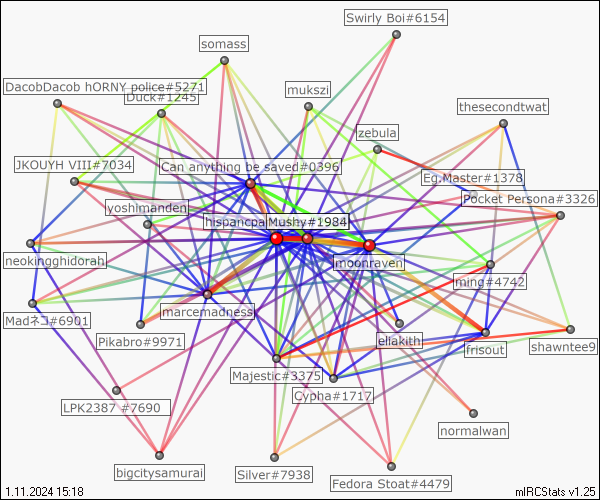 Swirly Boi#6154
somass
DacobDacob hORNY police#5271
Duck#1245
mukszi
thesecondtwat
zebula
JKOUYH VIII#7034
Can anything be saved#0396
Eg.Master#1378
Pocket Persona#3326
yoshimanden
hispanicpa
Mushy#1984
neokingghidorah
moonraven
ming#4742
Madネコ#6901
marcemadness
Pikabro#9971
ellakith
frisout
shawntee9
Majestic#3375
Cypha#1717
LPK2387 #7690
normalwan
bigcitysamurai
Silver#7938
Fedora Stoat#4479
1.11.2024 15:18
mIRCStats v1.25